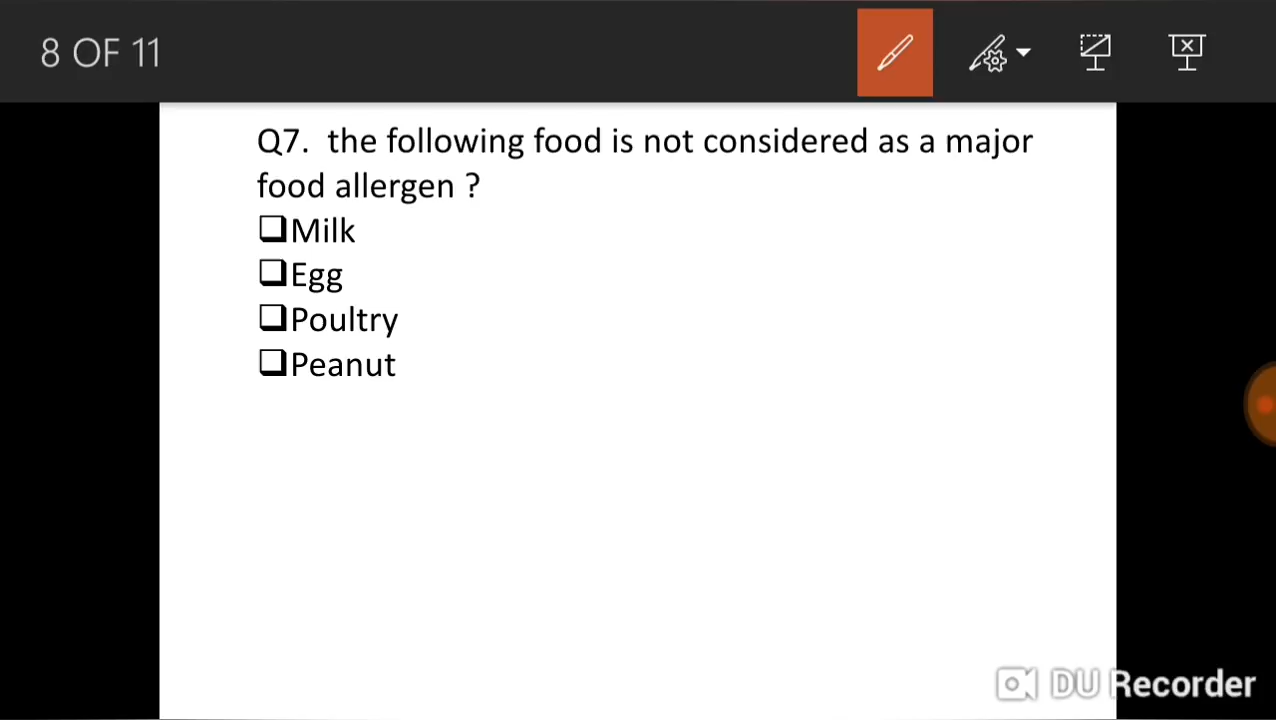 8 OF 11
Q7. the following food is not considered as a major
food allergen ?
❑Milk
❑Egg
❑Poultry
❑Peanut
DU Recorder